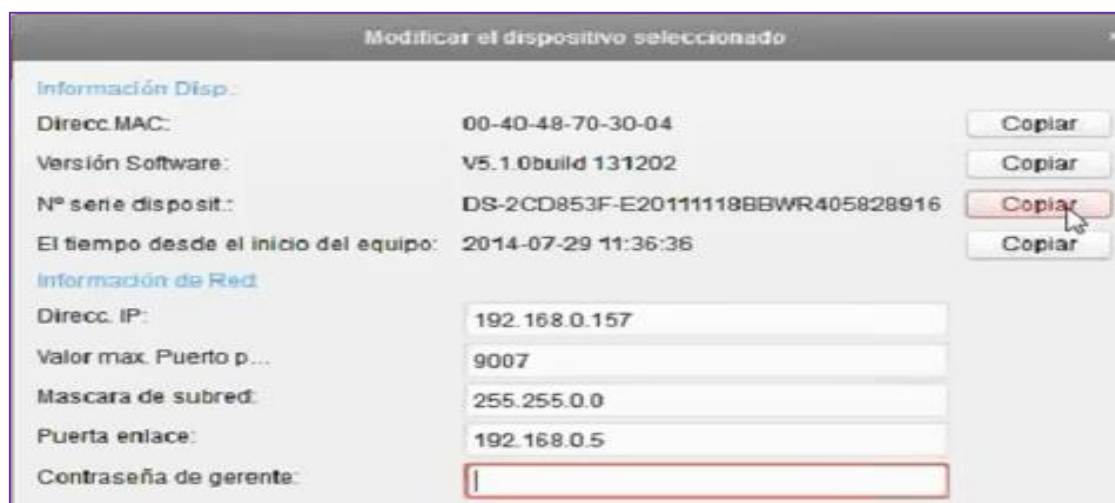 Modificar el dispositivo seleccionado
Información Disp.:
Direcc.MAC: 00-40-48-70-30-04 Copiar
Versión Software: V5.1.0build 131202 Copiar
Nº serie disposit.: DS-2CD853F-E20111118BBWR405828916 Copiar
El tiempo desde el inicio del equipo: 2014-07-29 11:36:36 Copiar
Información de Red
Direcc. IP: 192.168.0.157
Valor max. Puerto p... 9007
Mascara de subred: 255.255.0.0
Puerta enlace: 192.168.0.5
Contraseña de gerente: